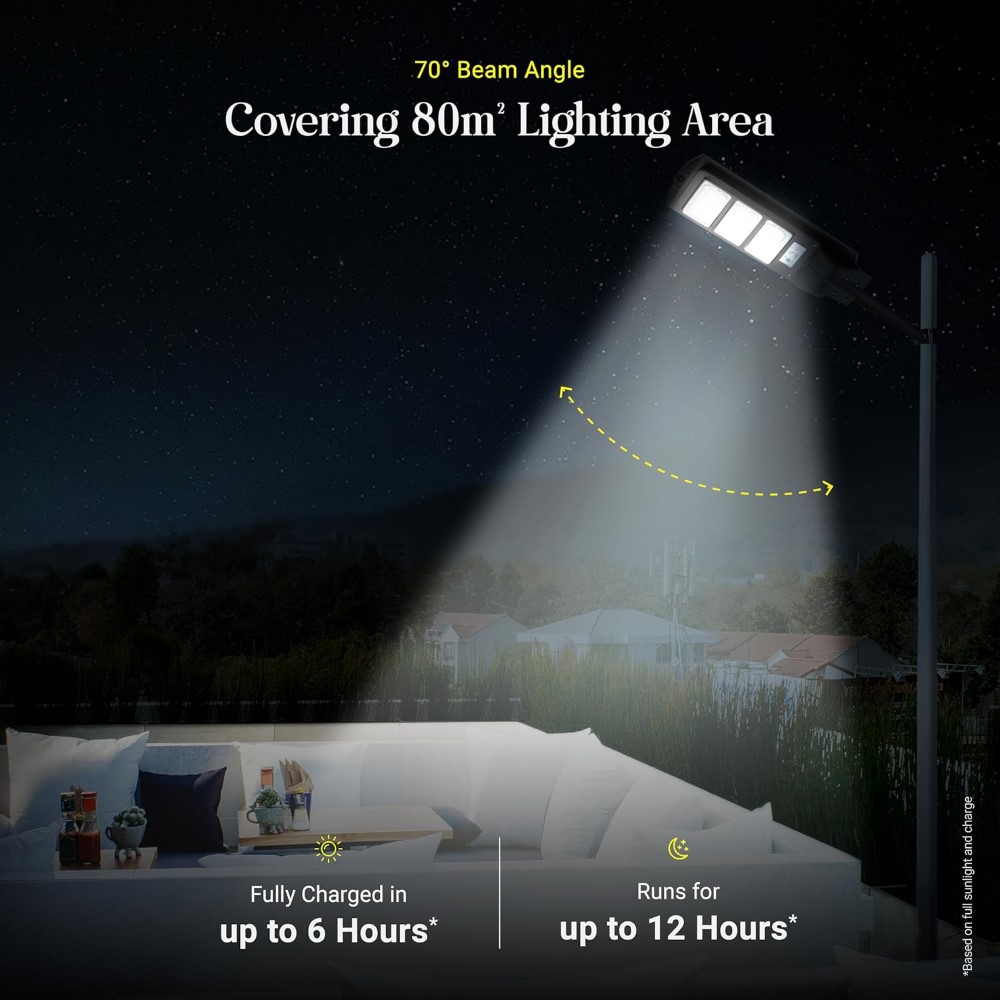 70° Beam Angle
Covering 80m² Lighting Area
Fully Charged in
up to 6 Hours*
Runs for
up to 12 Hours*
*Based on full sunlight and charge